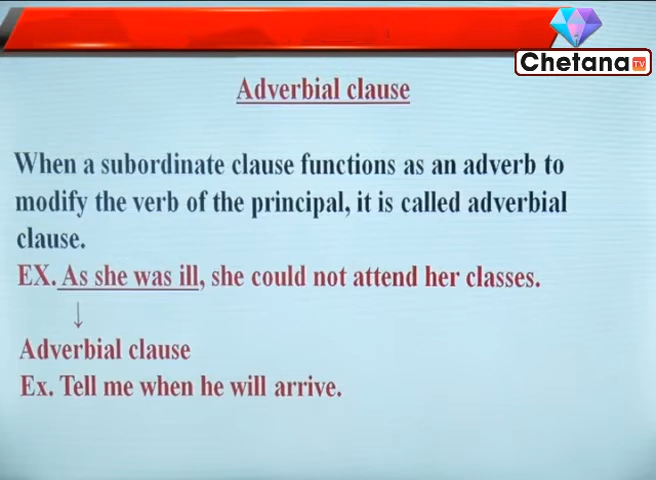 Chetana TV
Adverbial clause
When a subordinate clause functions as an adverb to
modify the verb of the principal, it is called adverbial
clause.
EX. As she was ill, she could not attend her classes.
↓
Adverbial clause
Ex. Tell me when he will arrive.